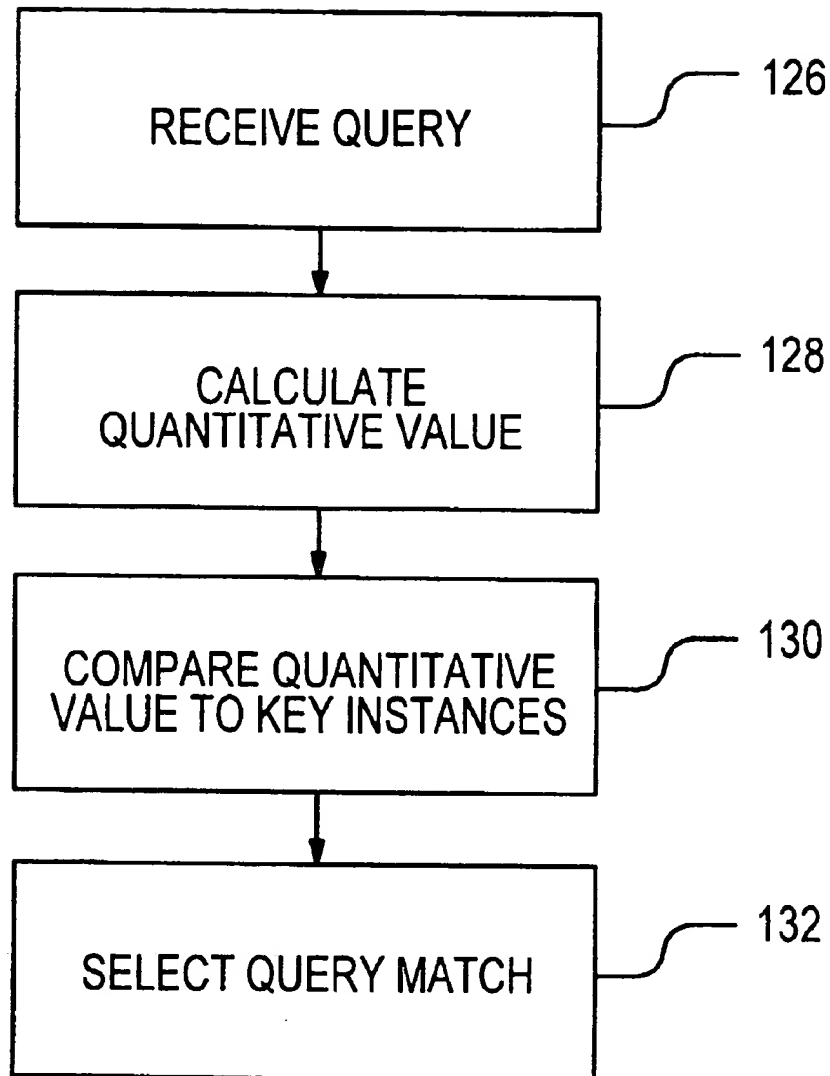 RECEIVE QUERY
126
CALCULATE
QUANTITATIVE VALUE
128
COMPARE QUANTITATIVE
VALUE TO KEY INSTANCES
130
SELECT QUERY MATCH
132